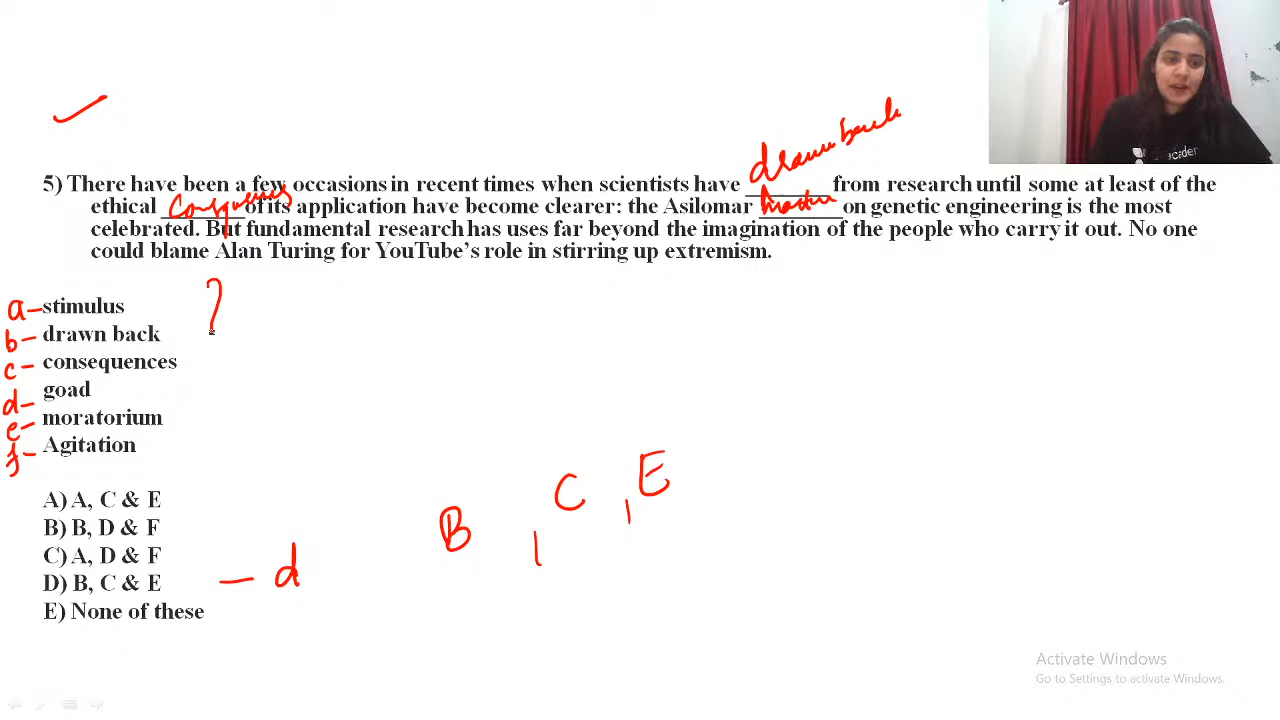 drawn back
5) There have been a few occasions in recent times when scientists have ________ from research until some at least of the
ethical ________ of its application have become clearer: the Asilomar ________ on genetic engineering is the most
consequences
celebrated. But fundamental research has uses far beyond the imagination of the people who carry it out. No one
could blame Alan Turing for YouTube's role in stirring up extremism.
a – stimulus
b – drawn back
c – consequences
d – goad
e – moratorium
f – Agitation
A) A, C & E
B) B, D & F
C) A, D & F
D) B, C & E – d
E) None of these
B , C , E
Activate Windows
Go to Settings to activate Windows.